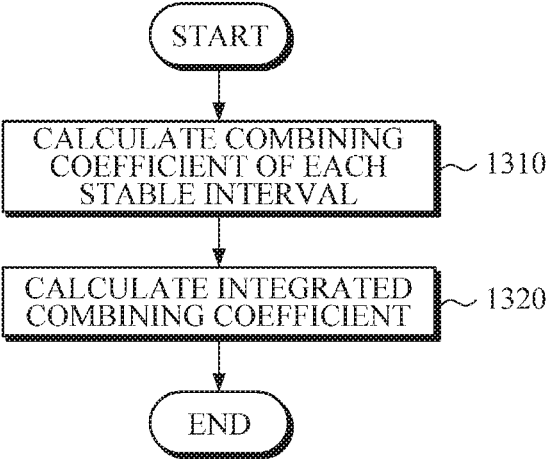 START
CALCULATE COMBINING
COEFFICIENT OF EACH
STABLE INTERVAL
1310
CALCULATE INTEGRATED
COMBINING COEFFICIENT
1320
END